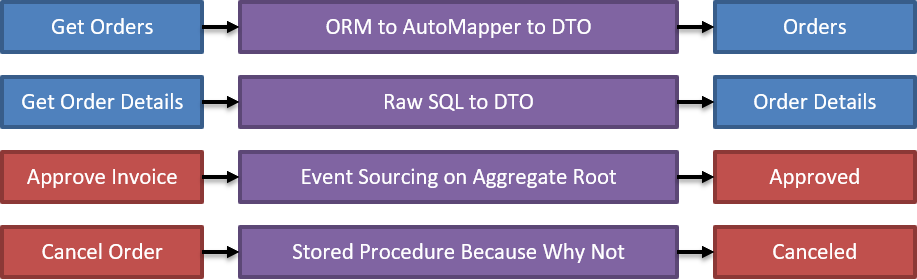 Get Orders
ORM to AutoMapper to DTO
Orders
Get Order Details
Raw SQL to DTO
Order Details
Approve Invoice
Event Sourcing on Aggregate Root
Approved
Cancel Order
Stored Procedure Because Why Not
Canceled